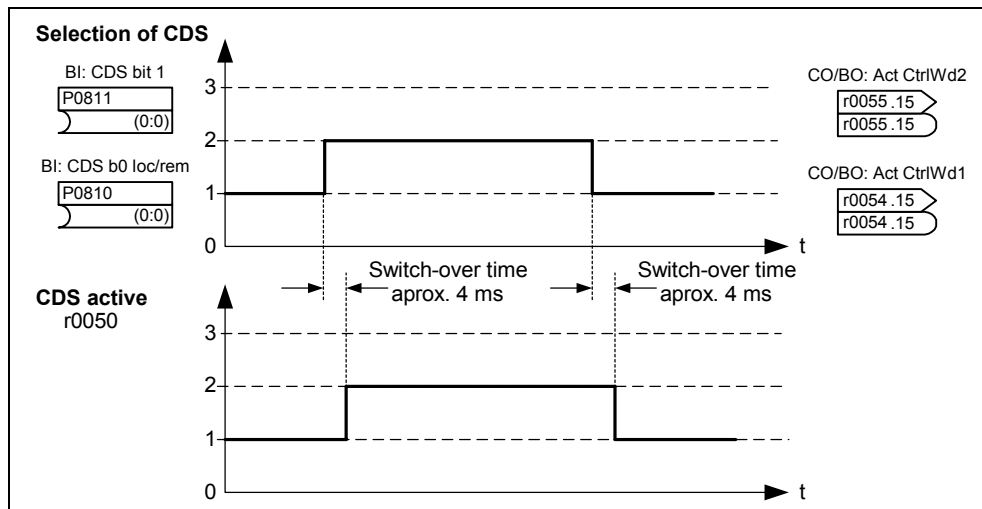 Selection of CDS
BI: CDS bit 1
P0811
(0:0)
BI: CDS b0 loc/rem
P0810
(0:0)
3
2
1
0
t
CO/BO: Act CtrlWd2
r0055 .15
r0055 .15
CO/BO: Act CtrlWd1
r0054 .15
r0054 .15
Switch-over time
aprox. 4 ms
Switch-over time
aprox. 4 ms
CDS active
r0050
3
2
1
0
t